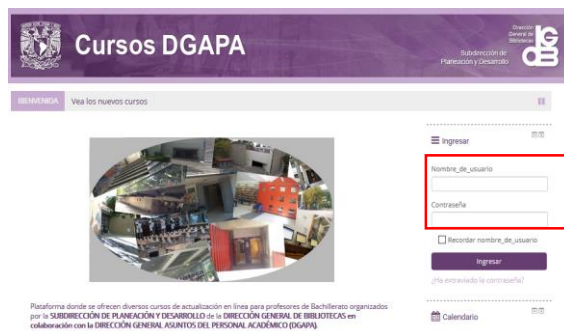 Cursos DGAPA
Dirección
General de
Bibliotecas
Subdirección de
Planeación y Desarrollo
BIENVENIDA
Vea los nuevos cursos
Ingresar
Nombre_de_usuario
Contraseña
Recordar nombre_de_usuario
Ingresar
¿Ha extraviado la contraseña?
Plataforma donde se ofrecen diversos cursos de actualización en línea para profesores de Bachillerato organizados
por la SUBDIRECCIÓN DE PLANEACIÓN Y DESARROLLO de la DIRECCIÓN GENERAL DE BIBLIOTECAS en
colaboración con la DIRECCIÓN GENERAL ASUNTOS DEL PERSONAL ACADÉMICO (DGAPA).
Calendario